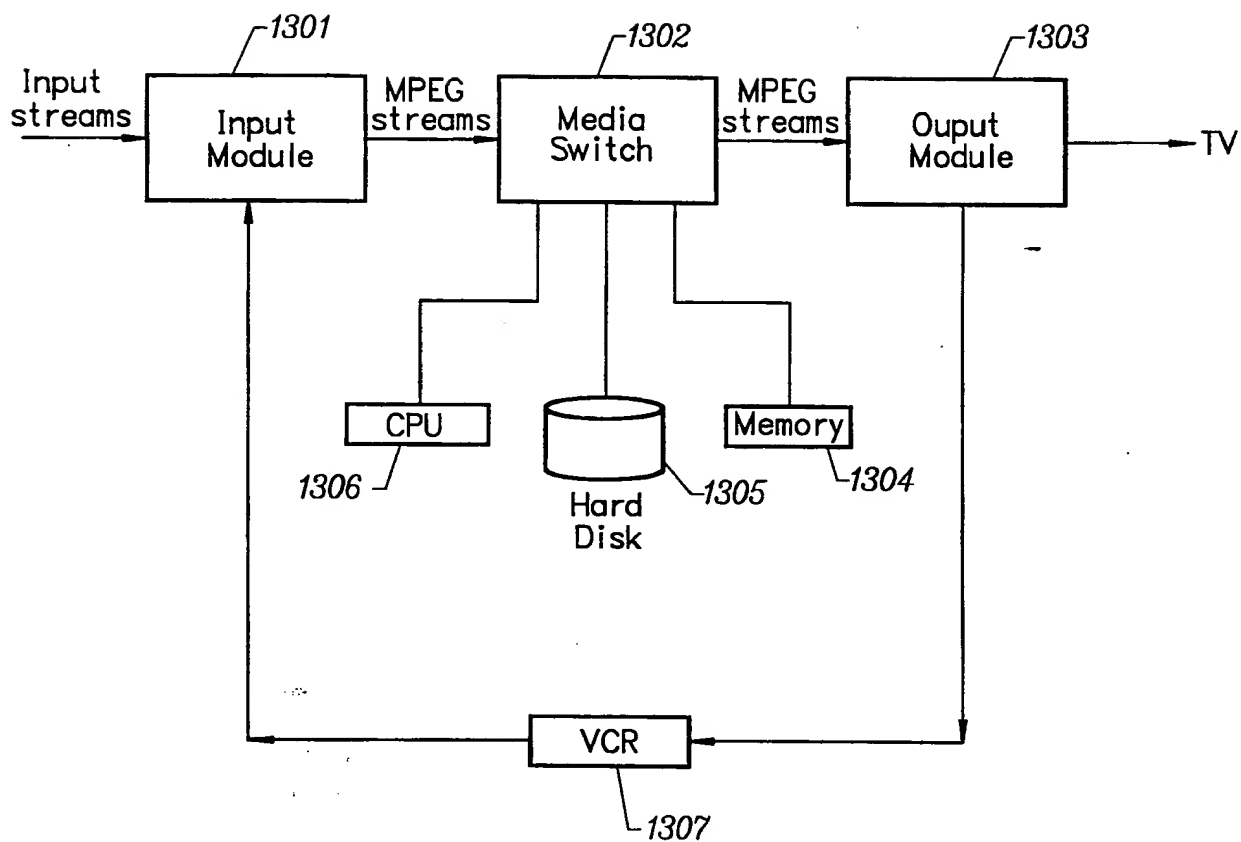 1301
1302
1303
Input
streams
Input
Module
MPEG
streams
Media
Switch
MPEG
streams
Ouput
Module
TV
CPU
1306
Hard
Disk
1305
Memory
1304
VCR
1307